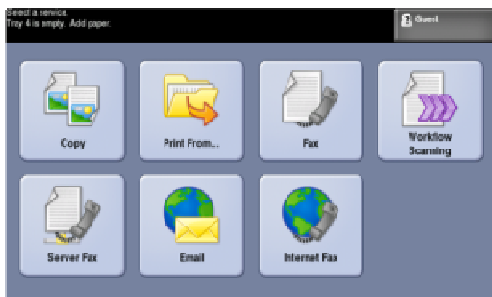 Select a service.
Tray 4 is empty. Add paper.
Guest
Copy
Print From...
Fax
Workflow
Scanning
Server Fax
Email
Internet Fax